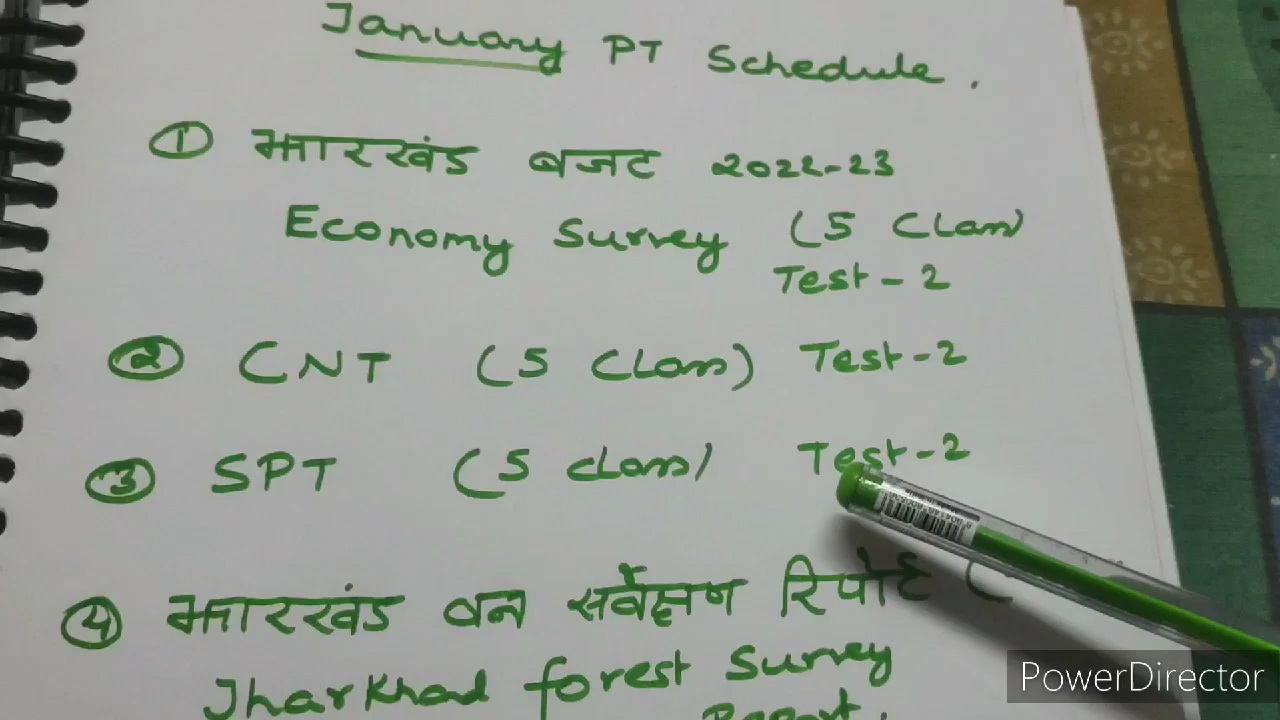 January PT Schedule.
① झारखंड बजट 2022-23
Economy Survey (5 Class)
Test-2
② CNT (5 Class) Test-2
③ SPT (5 Class) Test-2
④ झारखंड वन सर्वेक्षण रिपोर्ट (
Jharkhand forest Survey
Report.
PowerDirector